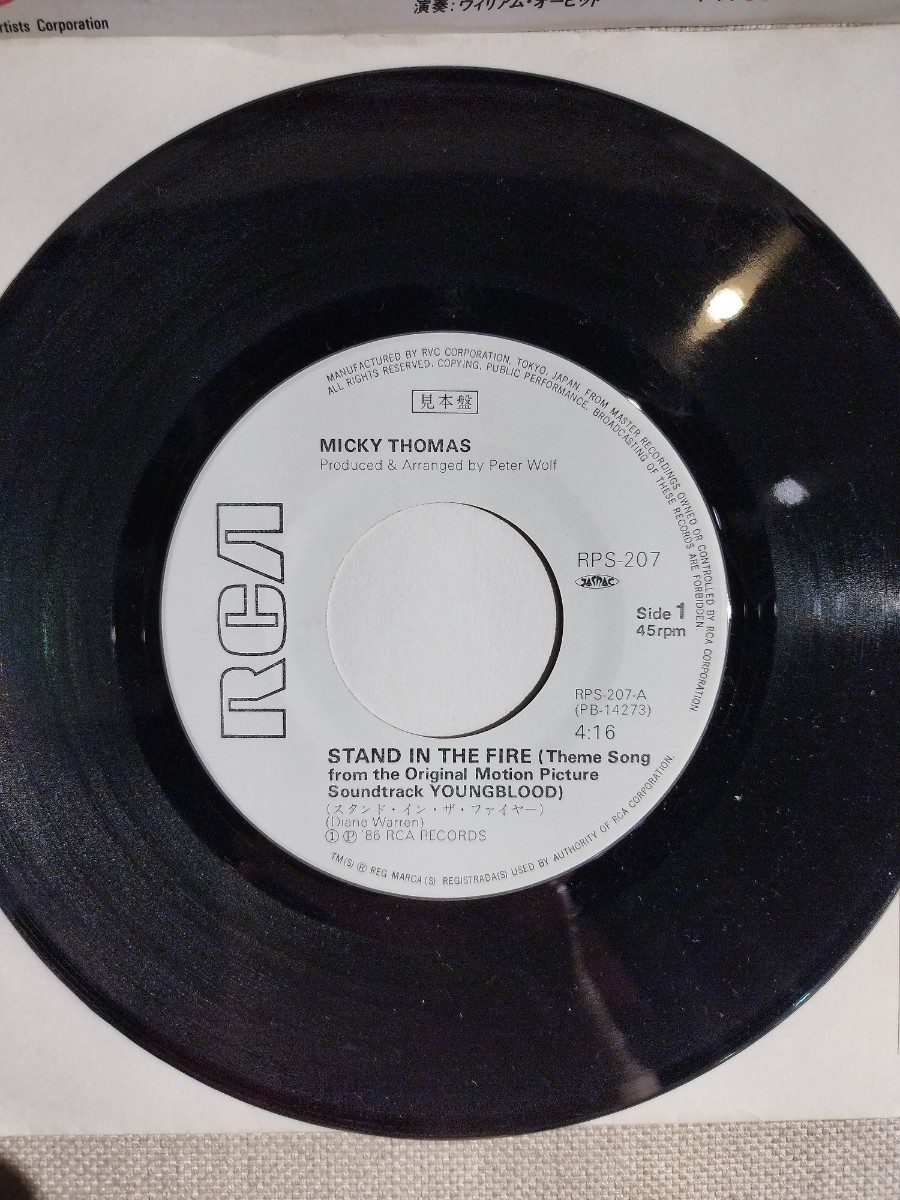 rtists Corporation
演奏:ウィリアム・オービット
MANUFACTURED BY RVC CORPORATION, TOKYO, JAPAN, FROM MASTER RECORDINGS OWNED OR CONTROLLED BY RCA CORPORATION.
ALL RIGHTS RESERVED. COPYING, PUBLIC PERFORMANCE, BROADCASTING OF THESE RECORDS ARE FORBIDDEN.
見本盤
MICKY THOMAS
Produced & Arranged by Peter Wolf
RCA
RPS-207
JASRAC
Side 1
45rpm
RPS-207-A
(PB-14273)
4:16
STAND IN THE FIRE (Theme Song
from the Original Motion Picture
Soundtrack YOUNGBLOOD)
(スタンド・イン・ザ・ファイヤー)
(Diane Warren)
① Ⓟ '86 RCA RECORDS
TM(S) ® REG MARCA(S) REGISTRADA(S) USED BY AUTHORITY OF RCA CORPORATION.